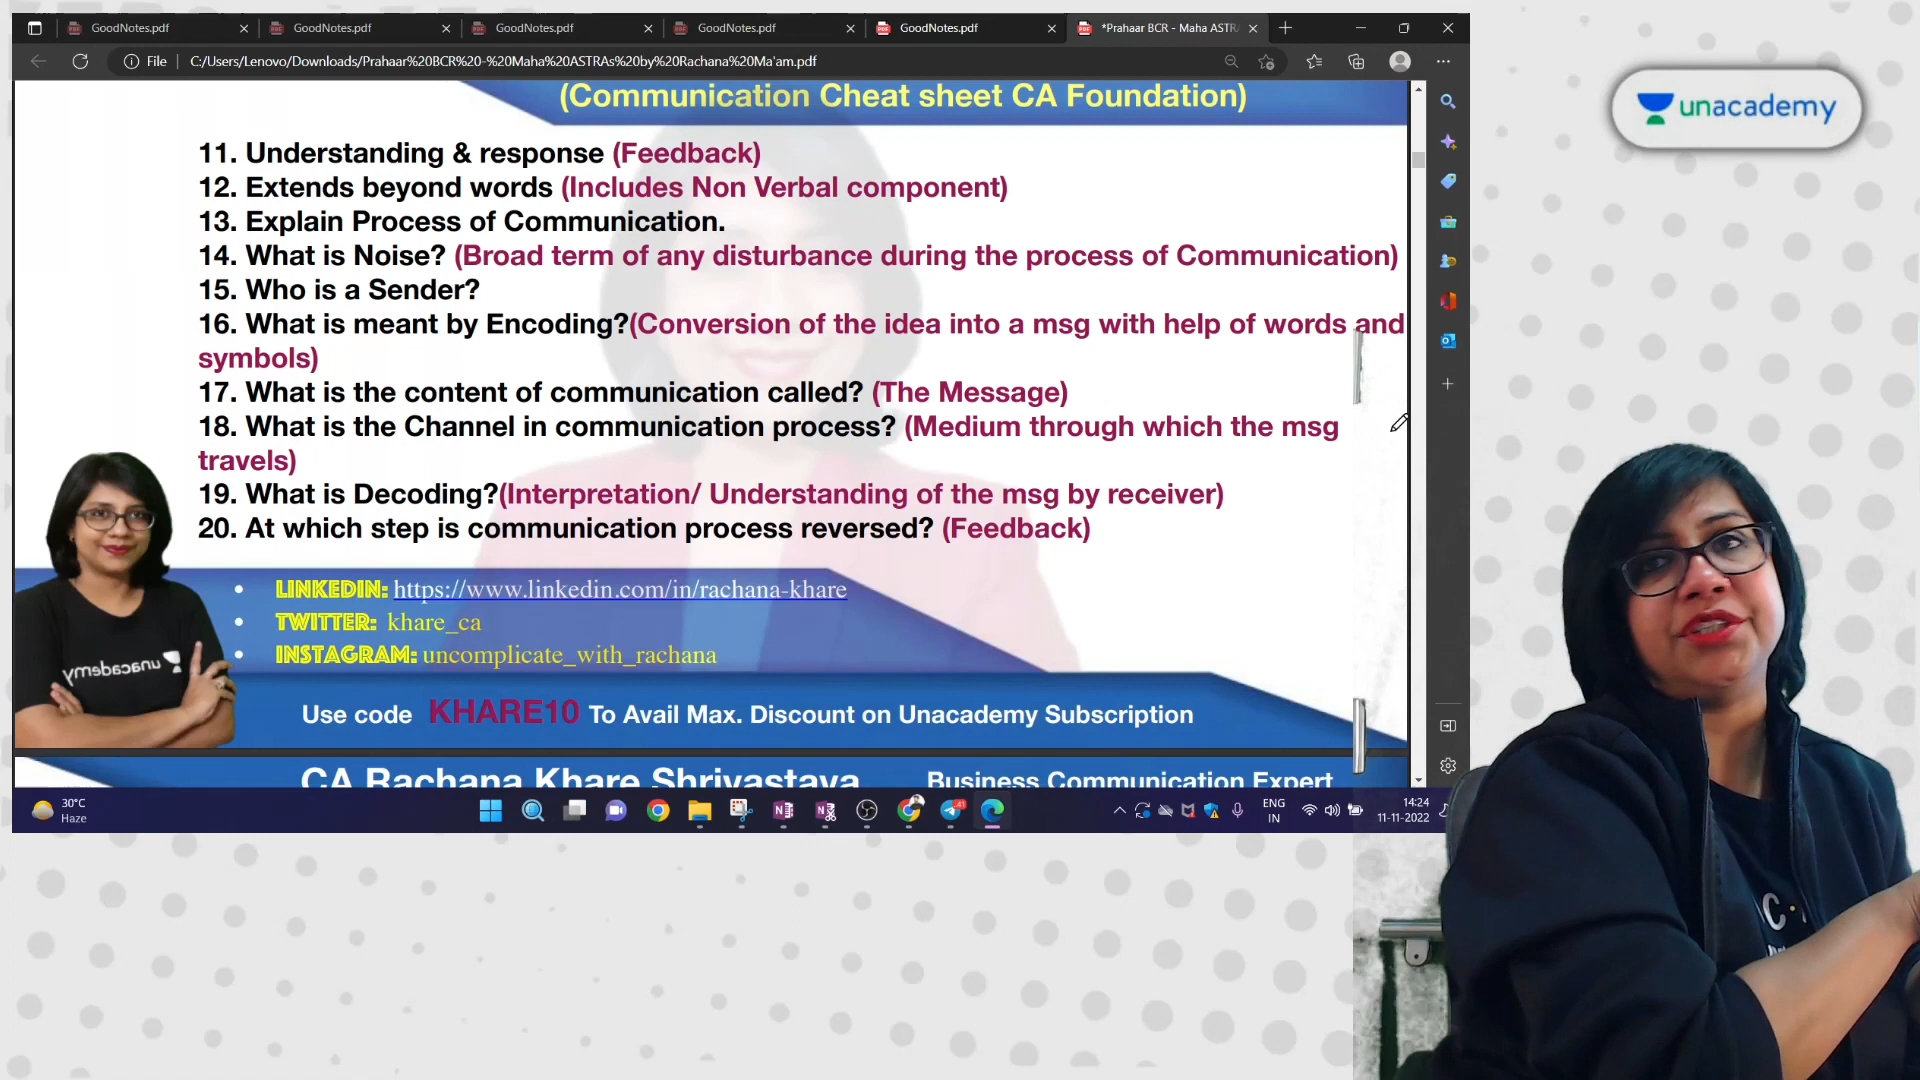 GoodNotes.pdf
GoodNotes.pdf
GoodNotes.pdf
GoodNotes.pdf
GoodNotes.pdf
*Prahaar BCR - Maha ASTR
File
C:/Users/Lenovo/Downloads/Prahaar%20BCR%20-%20Maha%20ASTRAs%20by%20Rachana%20Ma'am.pdf
unacademy
(Communication Cheat sheet CA Foundation)
11. Understanding & response (Feedback)
12. Extends beyond words (Includes Non Verbal component)
13. Explain Process of Communication.
14. What is Noise? (Broad term of any disturbance during the process of Communication)
15. Who is a Sender?
16. What is meant by Encoding?(Conversion of the idea into a msg with help of words and
symbols)
17. What is the content of communication called? (The Message)
18. What is the Channel in communication process? (Medium through which the msg
travels)
19. What is Decoding?(Interpretation/ Understanding of the msg by receiver)
20. At which step is communication process reversed? (Feedback)
• LINKEDIN: https://www.linkedin.com/in/rachana-khare
• TWITTER: khare_ca
• INSTAGRAM: uncomplicate_with_rachana
unacademy
Use code KHARE10 To Avail Max. Discount on Unacademy Subscription
CA Rachana Khare Shrivastava Business Communication Expert
30°C
Haze
41
ENG
IN
14:24
11-11-2022